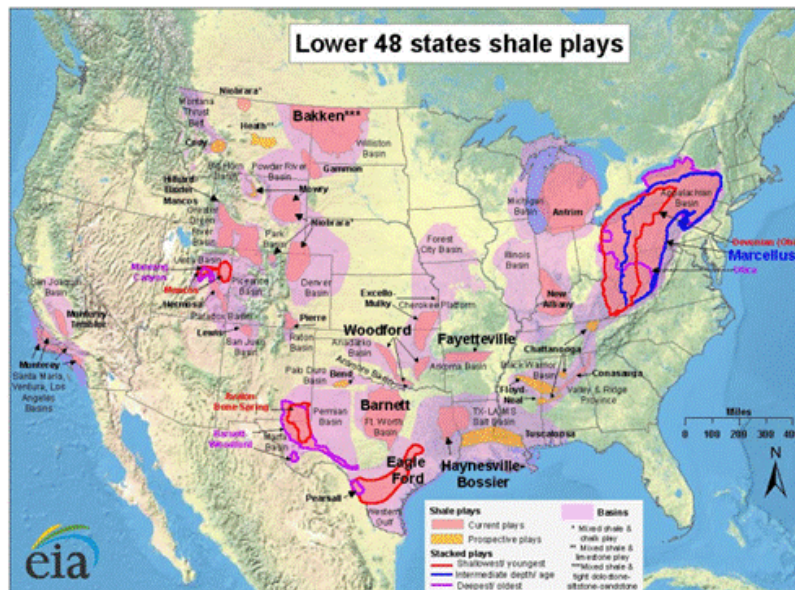 Lower 48 states shale plays
Niobrara*
Montana
Thrust
Belt
Bakken***
Heath**
Cody
Williston
Basin
Big Horn
Basin
Powder River
Basin
Gammon
Hilliard-
Baxter-
Mancos
Mowry
Greater
Green
River
Basin
Niobrara*
Park
Basin
Uinta Basin
Manning
Canyon
Mancos
Piceance
Basin
Hermosa
Paradox Basin
Denver
Basin
Lewis
San Juan
Basin
Pierre
Raton
Basin
San Joaquin
Basin
Monterey-
Temblor
Monterey
Santa Maria,
Ventura, Los
Angeles
Basins
Forest
City Basin
Excello-
Mulky
Cherokee Platform
Woodford
Anadarko
Basin
Ardmore Basin
Palo Duro
Basin
Bend
Fayetteville
Arkoma Basin
Michigan
Basin
Antrim
Illinois
Basin
New
Albany
Appalachian
Basin
Marcellus
Utica
Chattanooga
Black Warrior
Basin
Conasauga
Floyd-
Neal
Valley & Ridge
Province
Avalon-
Bone Spring
Permian
Basin
Barnett-
Woodford
Marfa
Basin
Barnett
Ft. Worth
Basin
TX-LA-MS
Salt Basin
Tuscaloosa
Haynesville-
Bossier
Eagle
Ford
Pearsall
Western
Gulf
Miles
0 100 200 300
N
eia
Shale plays
Current plays
Prospective plays
Stacked plays
Shallowest/ youngest
Intermediate depth/ age
Deepest/ oldest
Basins
* Mixed shale &
chalk play
** Mixed shale &
limestone play
***Mixed shale &
tight dolostone-
siltstone-sandstone